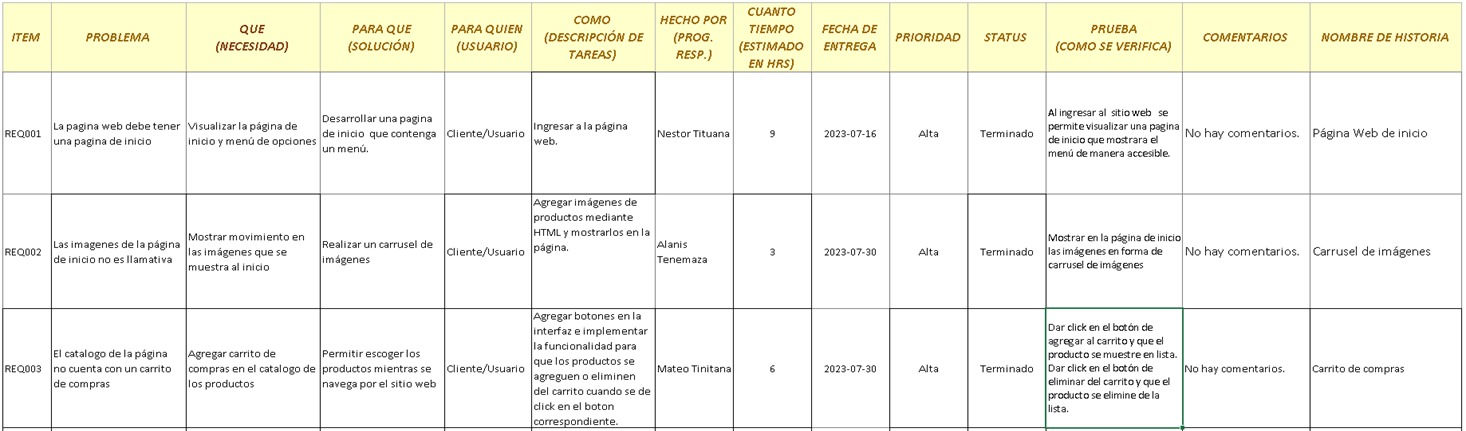 ITEM
PROBLEMA
QUE
(NECESIDAD)
PARA QUE
(SOLUCIÓN)
PARA QUIEN
(USUARIO)
COMO
(DESCRIPCIÓN DE
TAREAS)
HECHO POR
(PROG.
RESP.)
CUANTO
TIEMPO
(ESTIMADO
EN HRS)
FECHA DE
ENTREGA
PRIORIDAD
STATUS
PRUEBA
(COMO SE VERIFICA)
COMENTARIOS
NOMBRE DE HISTORIA
REQ001
La pagina web debe tener
una pagina de inicio
Visualizar la página de
inicio y menú de opciones
Desarrollar una pagina
de inicio que contenga
un menú.
Cliente/Usuario
Ingresar a la página
web.
Nestor Tituana
9
2023-07-16
Alta
Terminado
Al ingresar al sitio web se
permite visualizar una pagina
de inicio que mostrara el
menú de manera accesible.
No hay comentarios.
Página Web de inicio
REQ002
Las imagenes de la página
de inicio no es llamativa
Mostrar movimiento en
las imágenes que se
muestra al inicio
Realizar un carrusel de
imágenes
Cliente/Usuario
Agregar imágenes de
productos mediante
HTML y mostrarlos en la
página.
Alanis
Tenemaza
3
2023-07-30
Alta
Terminado
Mostrar en la página de inicio
las imágenes en forma de
carrusel de imágenes
No hay comentarios.
Carrusel de imágenes
REQ003
El catalogo de la página
no cuenta con un carrito
de compras
Agregar carrito de
compras en el catalogo de
los productos
Permitir escoger los
productos mientras se
navega por el sitio web
Cliente/Usuario
Agregar botones en la
interfaz e implementar
la funcionalidad para
que los productos se
agreguen o eliminen
del carrito cuando se de
click en el boton
correspondiente.
Mateo Tinitana
6
2023-07-30
Alta
Terminado
Dar click en el botón de
agregar al carrito y que el
producto se muestre en lista.
Dar click en el botón de
eliminar del carrito y que el
producto se elimine de la
lista.
No hay comentarios.
Carrito de compras